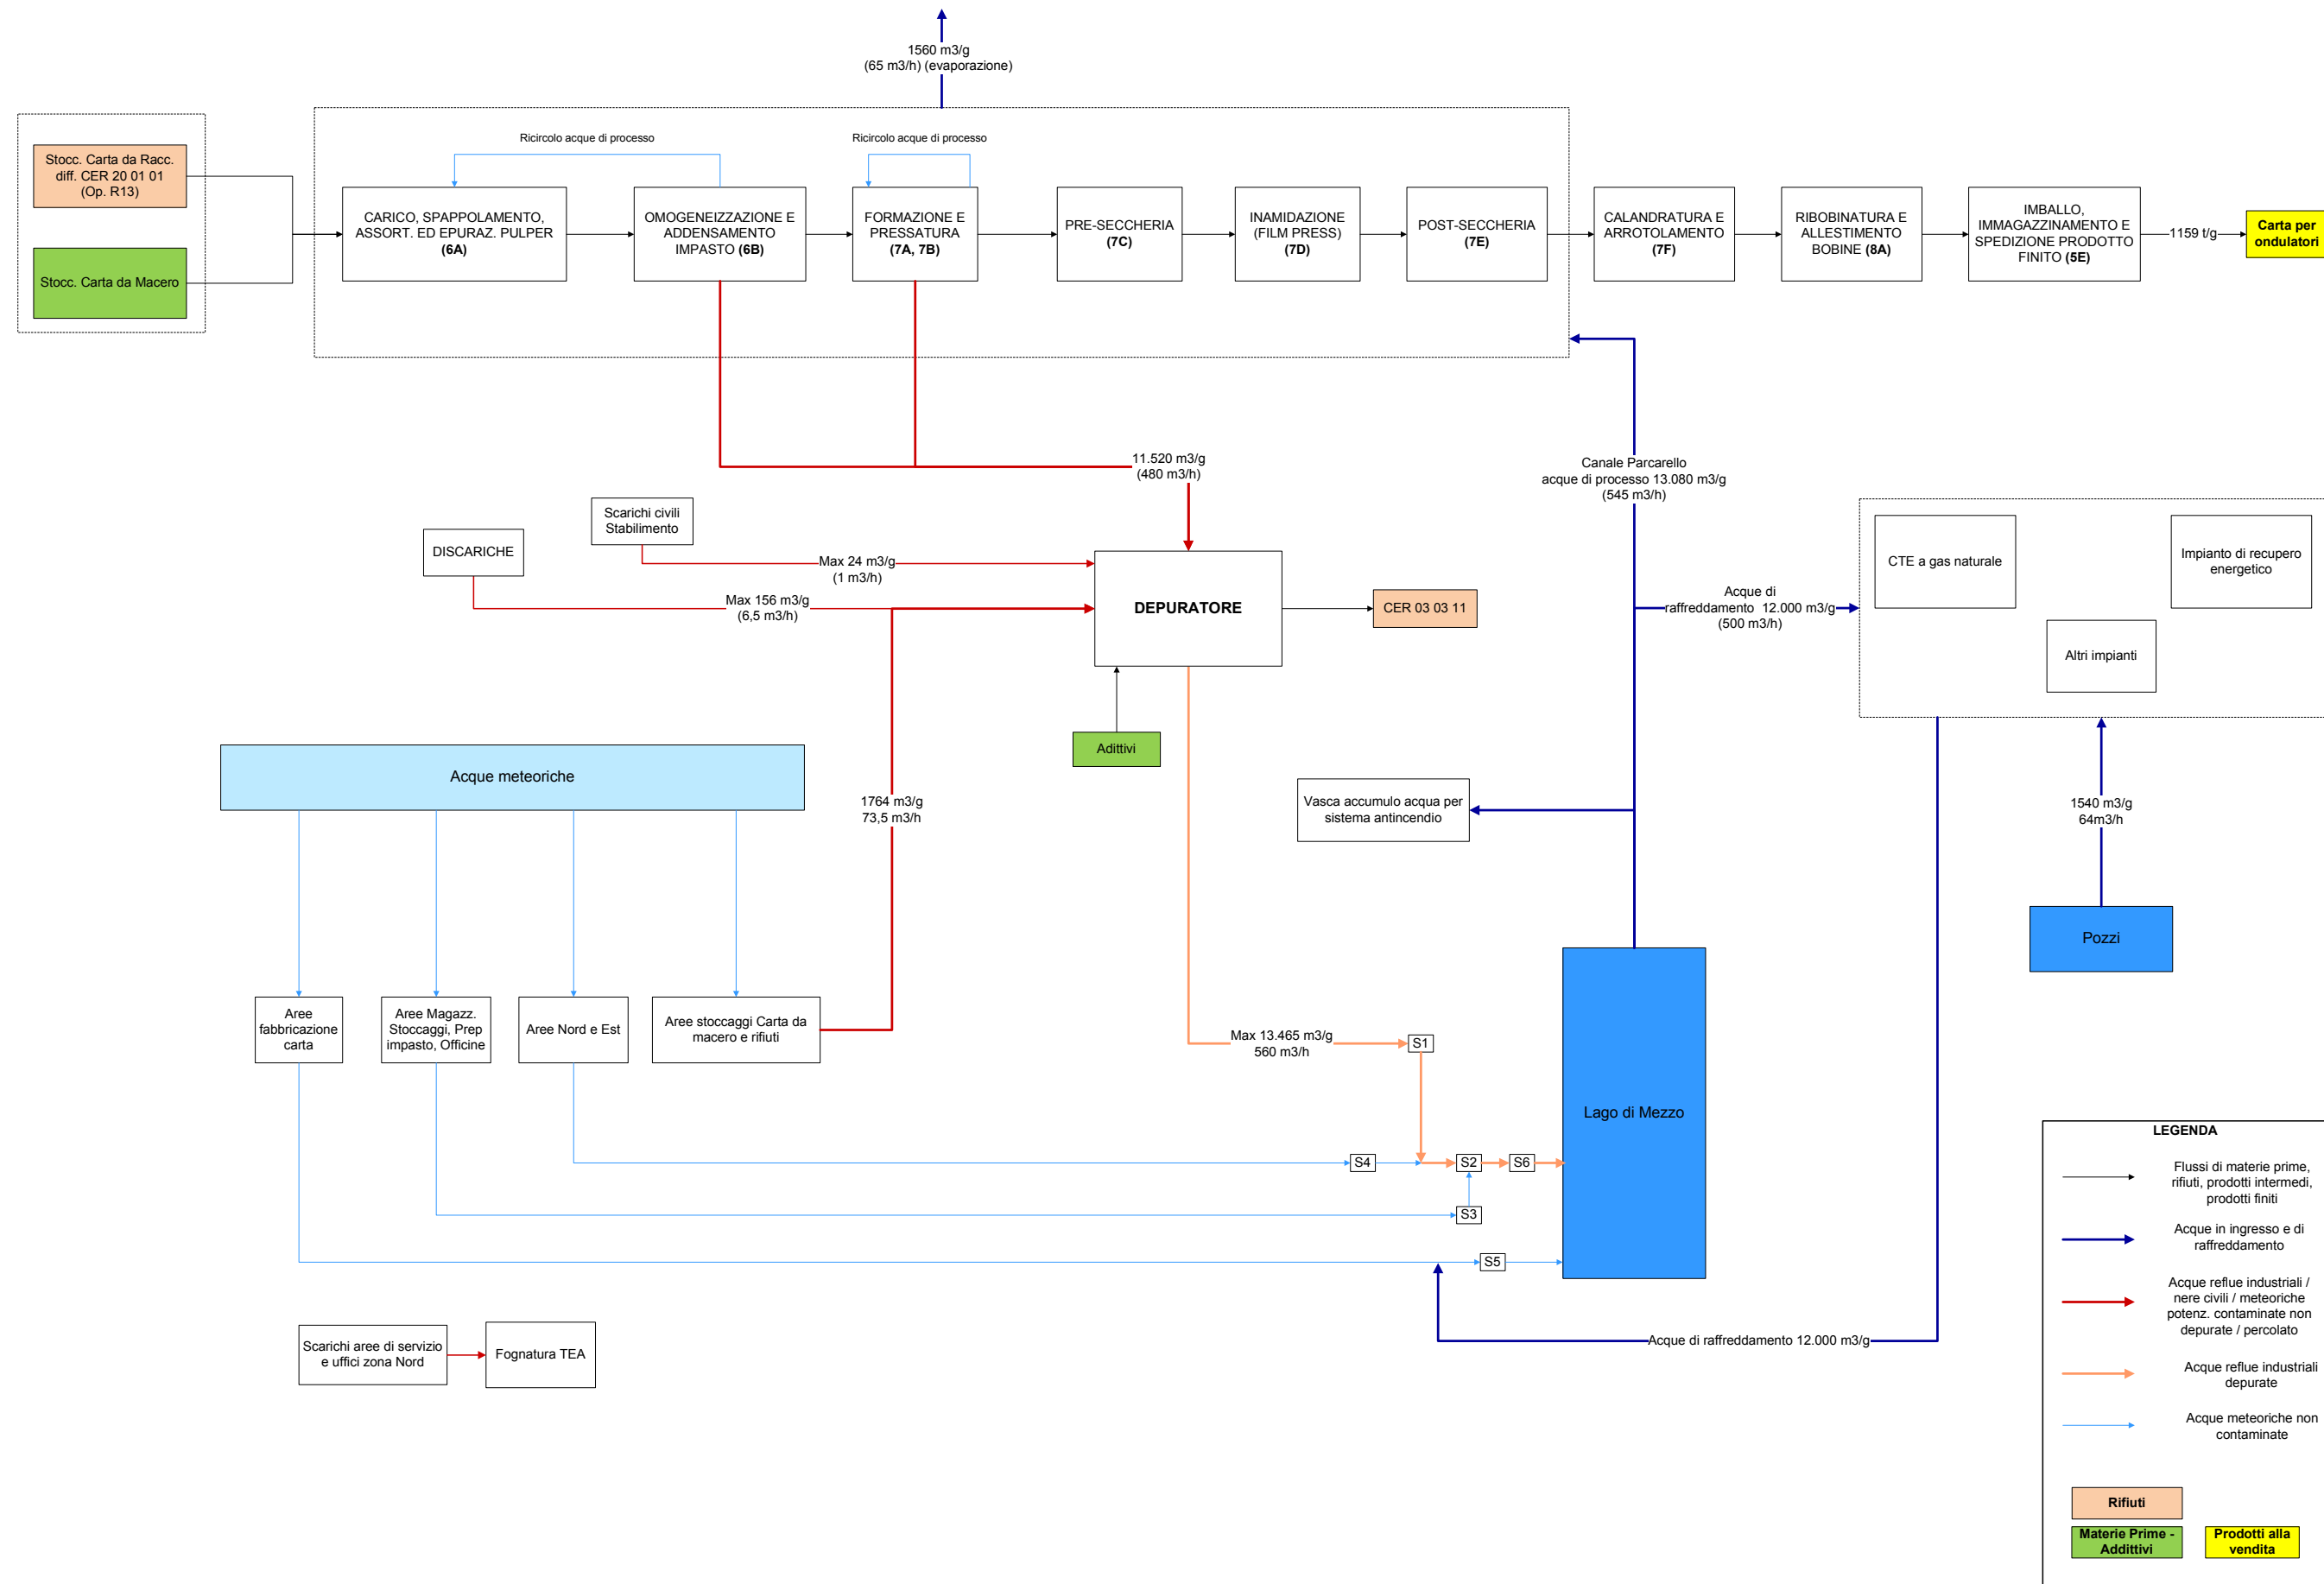 1560 m3/g
(65 m3/h) (evaporazione)
Ricircolo acque di processo
Ricircolo acque di processo
Stocc. Carta da Racc.
diff. CER 20 01 01
(Op. R13)
Stocc. Carta da Macero
CARICO, SPAPPOLAMENTO,
ASSORT. ED EPURAZ. PULPER
(6A)
OMOGENEIZZAZIONE E
ADDENSAMENTO
IMPASTO (6B)
FORMAZIONE E
PRESSATURA
(7A, 7B)
PRE-SECCHERIA
(7C)
INAMIDAZIONE
(FILM PRESS)
(7D)
POST-SECCHERIA
(7E)
CALANDRATURA E
ARROTOLAMENTO
(7F)
RIBOBINATURA E
ALLESTIMENTO
BOBINE (8A)
IMBALLO,
IMMAGAZZINAMENTO E
SPEDIZIONE PRODOTTO
FINITO (5E)
1159 t/g
Carta per
ondulatori
11.520 m3/g
(480 m3/h)
Canale Parcarello
acque di processo 13.080 m3/g
(545 m3/h)
Scarichi civili
Stabilimento
DISCARICHE
Max 24 m3/g
(1 m3/h)
Max 156 m3/g
(6,5 m3/h)
DEPURATORE
CER 03 03 11
Acque di
raffreddamento 12.000 m3/g
(500 m3/h)
CTE a gas naturale
Impianto di recupero
energetico
Altri impianti
Adittivi
Acque meteoriche
1764 m3/g
73,5 m3/h
Vasca accumulo acqua per
sistema antincendio
1540 m3/g
64m3/h
Pozzi
Aree
fabbricazione
carta
Aree Magazz.
Stoccaggi, Prep
impasto, Officine
Aree Nord e Est
Aree stoccaggi Carta da
macero e rifiuti
Max 13.465 m3/g
560 m3/h
S1
Lago di Mezzo
S4
S2
S6
S3
S5
Acque di raffreddamento 12.000 m3/g
Scarichi aree di servizio
e uffici zona Nord
Fognatura TEA
LEGENDA
Flussi di materie prime,
rifiuti, prodotti intermedi,
prodotti finiti
Acque in ingresso e di
raffreddamento
Acque reflue industriali /
nere civili / meteoriche
potenz. contaminate non
depurate / percolato
Acque reflue industriali
depurate
Acque meteoriche non
contaminate
Rifiuti
Materie Prime -
Addittivi
Prodotti alla
vendita